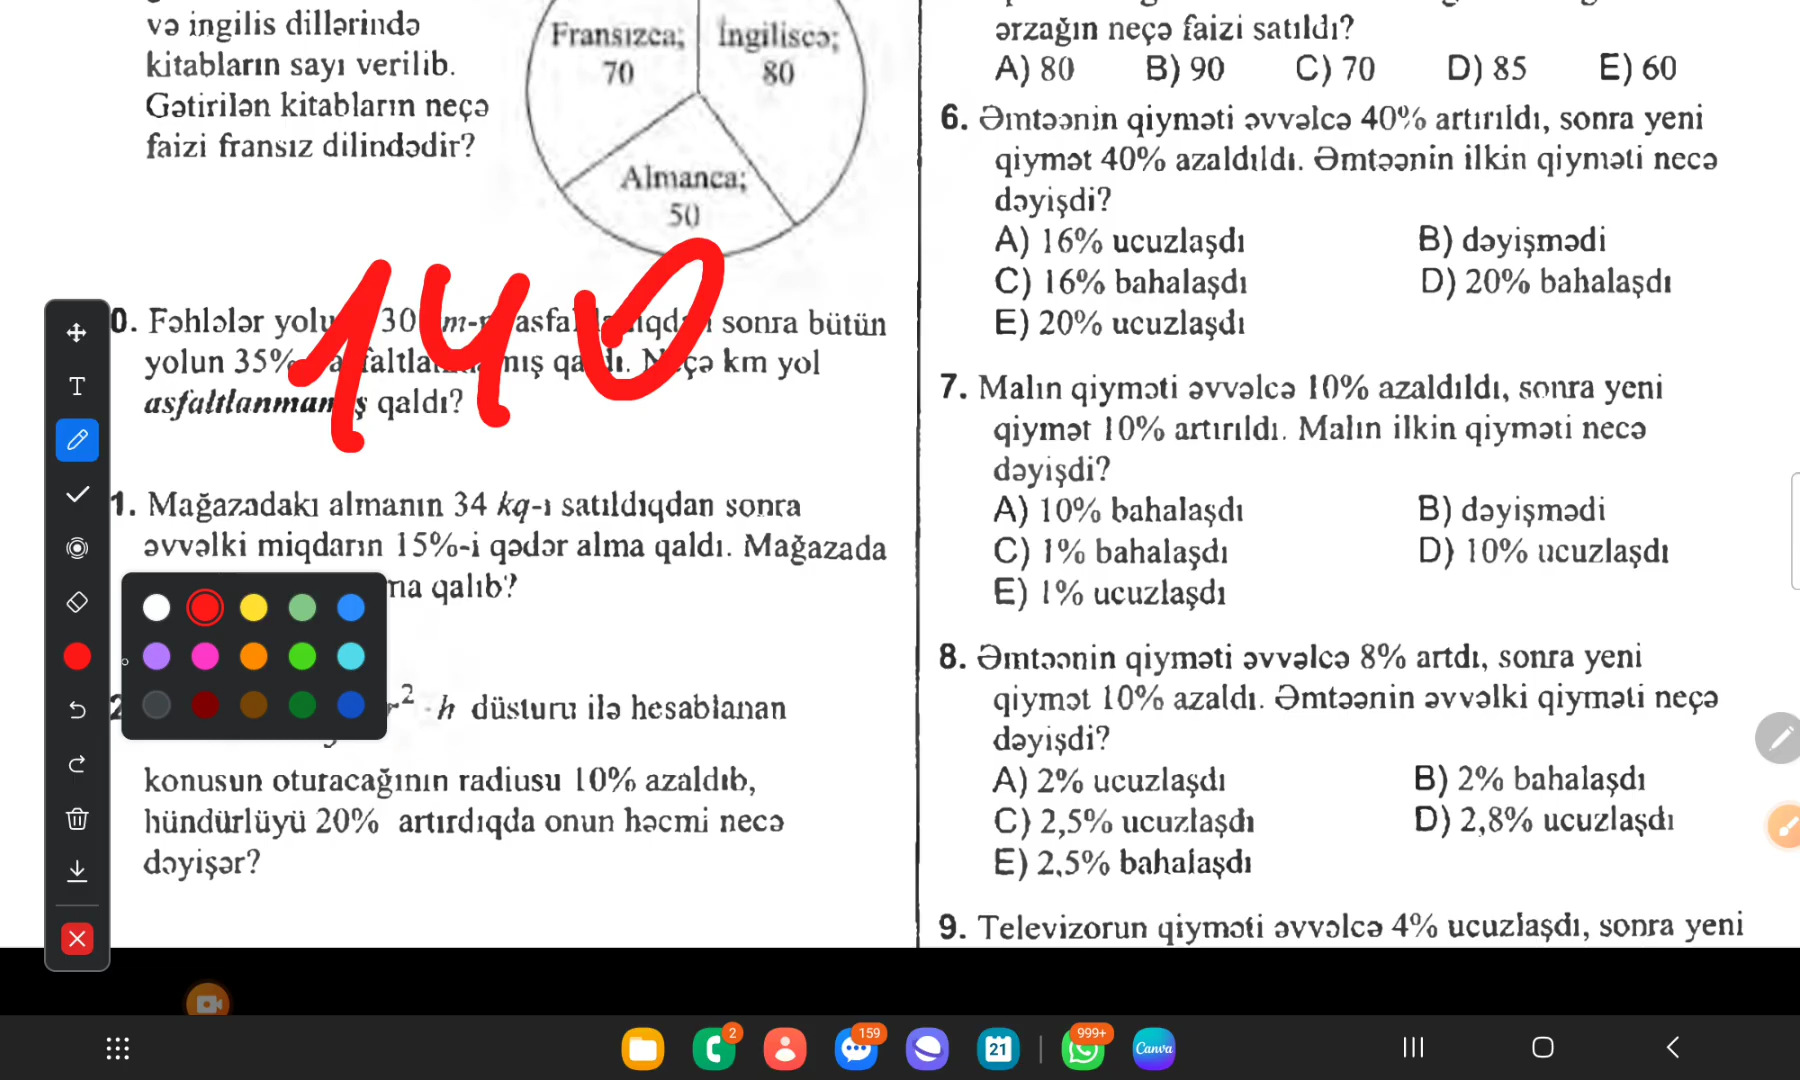 və ingilis dillərində
kitabların sayı verilib.
Gətirilən kitabların neçə
faizi fransız dilindədir?
Fransızca;
70
İngiliscə;
80
Almanca;
50
140
0. Fəhlələr 30 sonra bütün
yolun 35% km yol
qaldı?
1. Mağazadakı almanın 34 kq-ı satıldıqdan sonra
əvvəlki miqdarın 15%-i qədər alma qaldı. Mağazada
qalıb?
r² · h düsturu ilə hesablanan
konusun oturacağının radiusu 10% azaldıb,
hündürlüyü 20% artırdıqda onun həcmi necə
dəyişər?
ərzağın neçə faizi satıldı?
A) 80 B) 90 C) 70 D) 85 E) 60
6. Əmtəənin qiyməti əvvəlcə 40% artırıldı, sonra yeni
qiymət 40% azaldıldı. Əmtəənin ilkin qiyməti necə
dəyişdi?
A) 16% ucuzlaşdı B) dəyişmədi
C) 16% bahalaşdı D) 20% bahalaşdı
E) 20% ucuzlaşdı
7. Malın qiyməti əvvəlcə 10% azaldıldı, sonra yeni
qiymət 10% artırıldı. Malın ilkin qiyməti necə
dəyişdi?
A) 10% bahalaşdı B) dəyişmədi
C) 1% bahalaşdı D) 10% ucuzlaşdı
E) 1% ucuzlaşdı
8. Əmtəənin qiyməti əvvəlcə 8% artdı, sonra yeni
qiymət 10% azaldı. Əmtəənin əvvəlki qiyməti neçə
dəyişdi?
A) 2% ucuzlaşdı B) 2% bahalaşdı
C) 2,5% ucuzlaşdı D) 2,8% ucuzlaşdı
E) 2,5% bahalaşdı
9. Televizorun qiyməti əvvəlcə 4% ucuzlaşdı, sonra yeni
T
2
159
21
999+
Canva